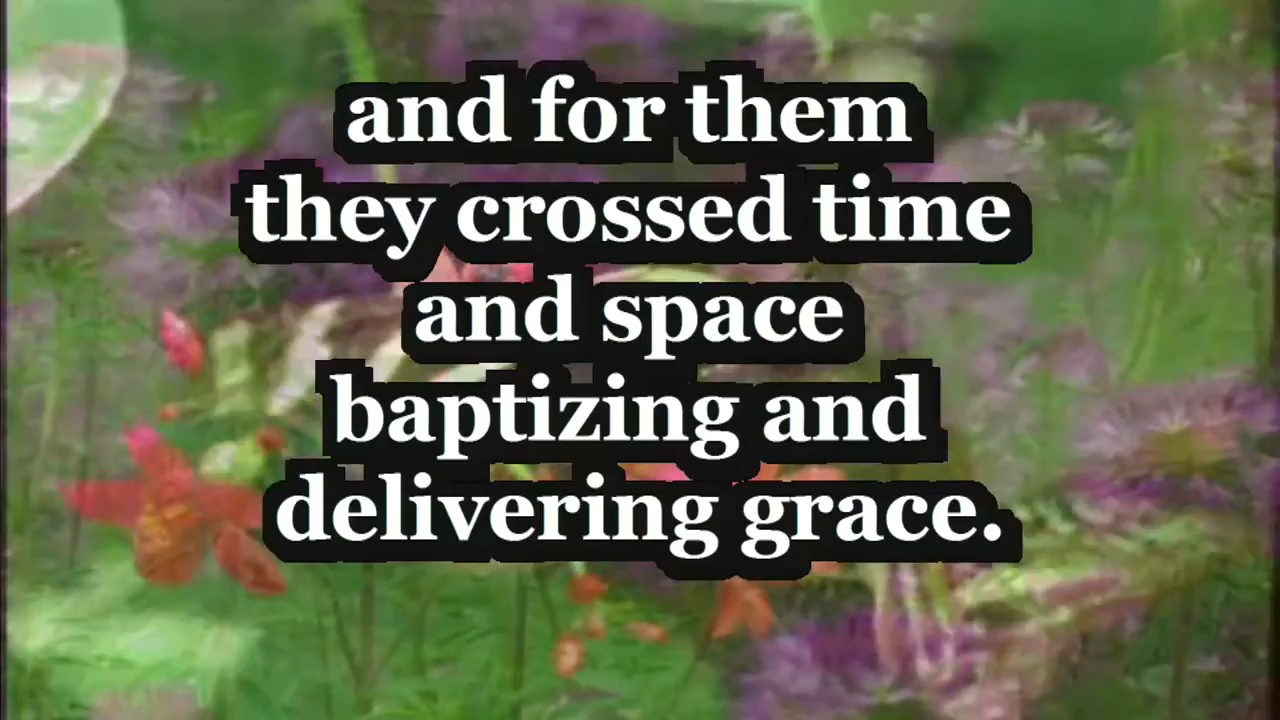 and for them
they crossed time
and space
baptizing and
delivering grace.